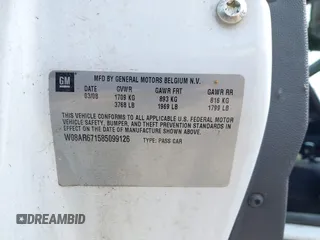 GM
MFD BY GENERAL MOTORS BELGIUM N.V.
DATE GVWR GAWR FRT GAWR RR
03/08 1709 KG 893 KG 816 KG
3768 LB 1969 LB 1799 LB
THIS VEHICLE CONFORMS TO ALL APPLICABLE U.S. FEDERAL MOTOR
VEHICLE SAFETY, BUMPER, AND THEFT PREVENTION STANDARDS IN
EFFECT ON THE DATE OF MANUFACTURE SHOWN ABOVE.
W08AR671585099126 TYPE: PASS CAR
DREAMBID